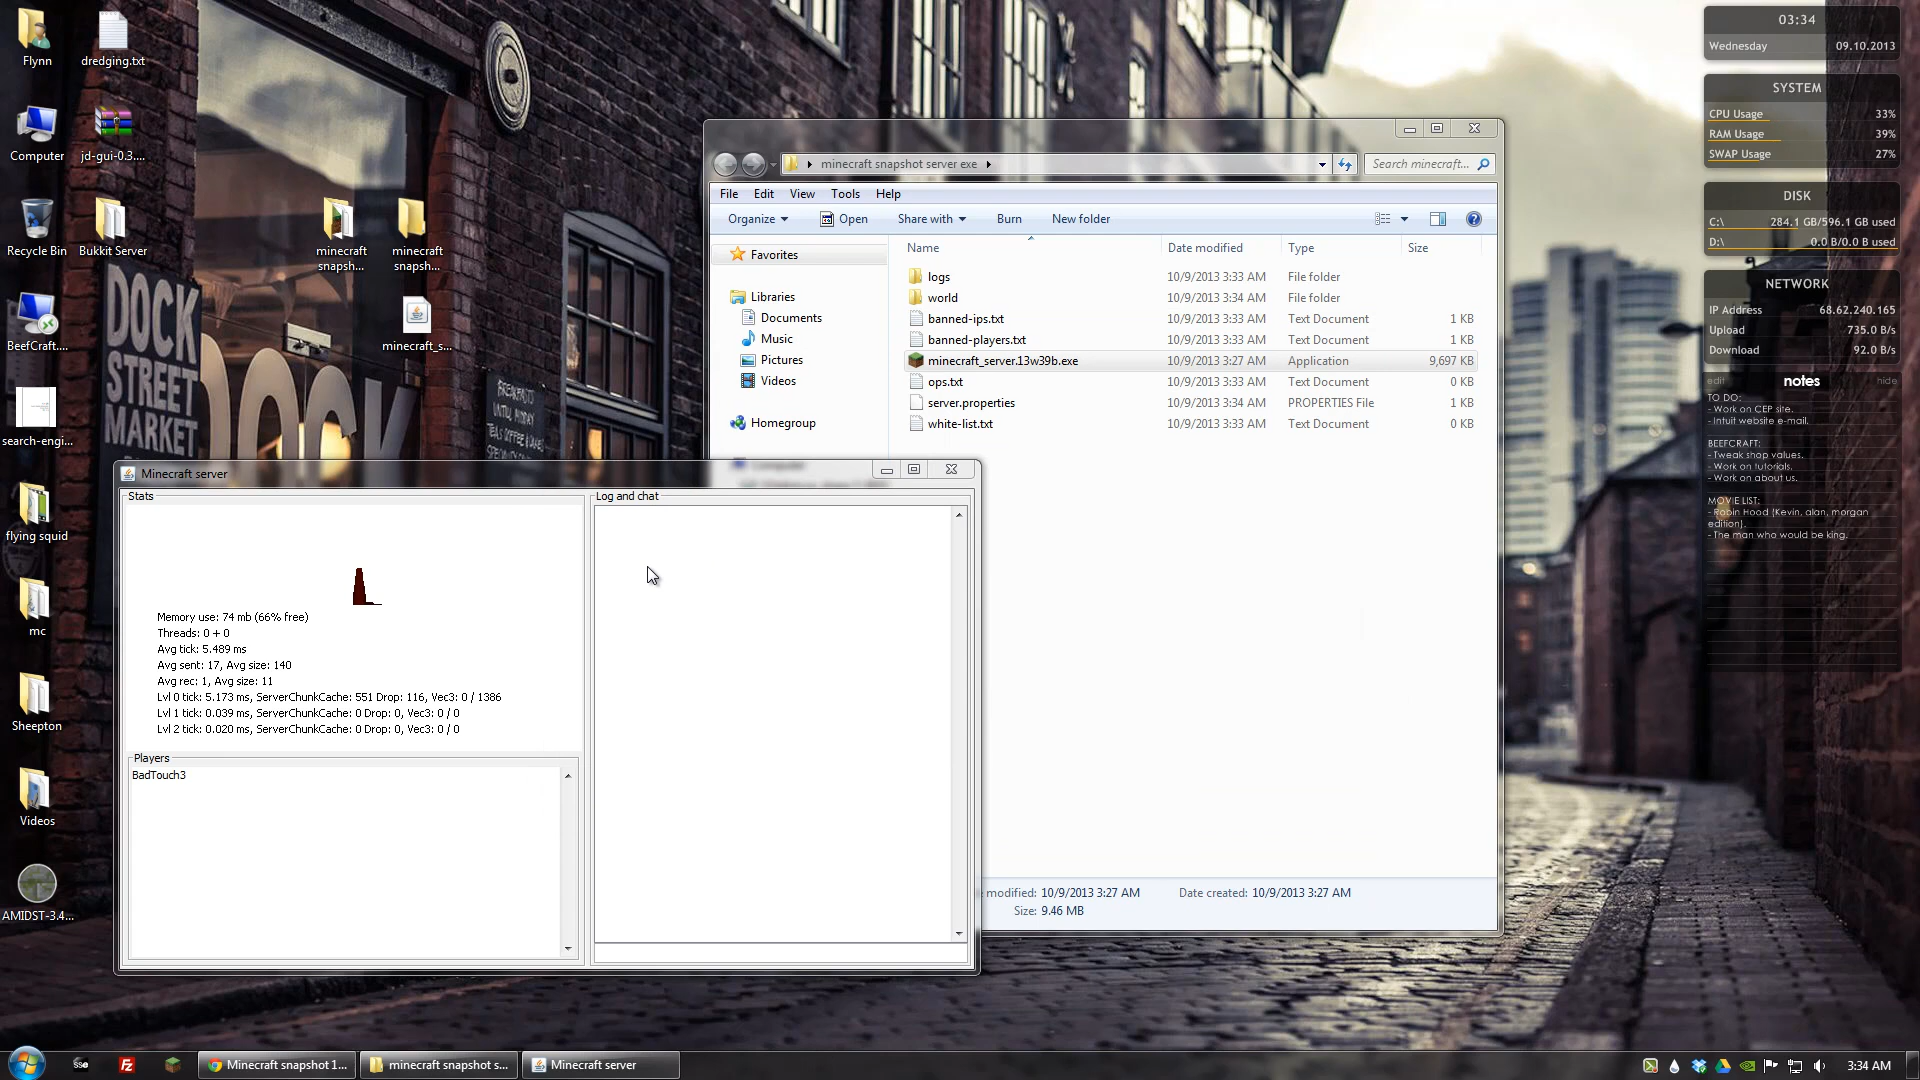 Flynn
dredging.txt
Computer
jd-gui-0.3....
Recycle Bin
Bukkit Server
minecraft
snapsh...
minecraft
snapsh...
BeefCraft....
minecraft_s...
search-engi...
flying squid
mc
Sheepton
Videos
AMIDST-3.4...
DOCK
STREET
MARKET
DOCK
BREAKFASTS
UNTIL MIDDAY
minecraft snapshot server exe
Search minecraft...
File
Edit
View
Tools
Help
Organize
Open
Share with
Burn
New folder
Favorites
Libraries
Documents
Music
Pictures
Videos
Homegroup
Computer
Name
Date modified
Type
Size
logs 10/9/2013 3:33 AM File folder
world 10/9/2013 3:34 AM File folder
banned-ips.txt 10/9/2013 3:33 AM Text Document 1 KB
banned-players.txt 10/9/2013 3:33 AM Text Document 1 KB
minecraft_server.13w39b.exe 10/9/2013 3:27 AM Application 9,697 KB
ops.txt 10/9/2013 3:33 AM Text Document 0 KB
server.properties 10/9/2013 3:34 AM PROPERTIES File 1 KB
white-list.txt 10/9/2013 3:33 AM Text Document 0 KB
modified: 10/9/2013 3:27 AM Date created: 10/9/2013 3:27 AM
Size: 9.46 MB
Minecraft server
Stats
Memory use: 74 mb (66% free)
Threads: 0 + 0
Avg tick: 5.489 ms
Avg sent: 17, Avg size: 140
Avg rec: 1, Avg size: 11
Lvl 0 tick: 5.173 ms, ServerChunkCache: 551 Drop: 116, Vec3: 0 / 1386
Lvl 1 tick: 0.039 ms, ServerChunkCache: 0 Drop: 0, Vec3: 0 / 0
Lvl 2 tick: 0.020 ms, ServerChunkCache: 0 Drop: 0, Vec3: 0 / 0
Players
BadTouch3
Log and chat
03:34
Wednesday 09.10.2013
SYSTEM
CPU Usage 33%
RAM Usage 39%
SWAP Usage 27%
DISK
C:\ 284.1 GB/596.1 GB used
D:\ 0.0 B/0.0 B used
NETWORK
IP Address 68.62.240.165
Upload 735.0 B/s
Download 92.0 B/s
edit notes hide
TO DO:
- Work on CEP site.
- Intuit website e-mail.
BEEFCRAFT:
- Tweak shop values.
- Work on tutorials.
- Work on about us.
MOVIE LIST:
- Robin Hood (Kevin, alan, morgan
edition).
- The man who would be king.
sse
Fz
Minecraft snapshot 1...
minecraft snapshot s...
Minecraft server
3:34 AM